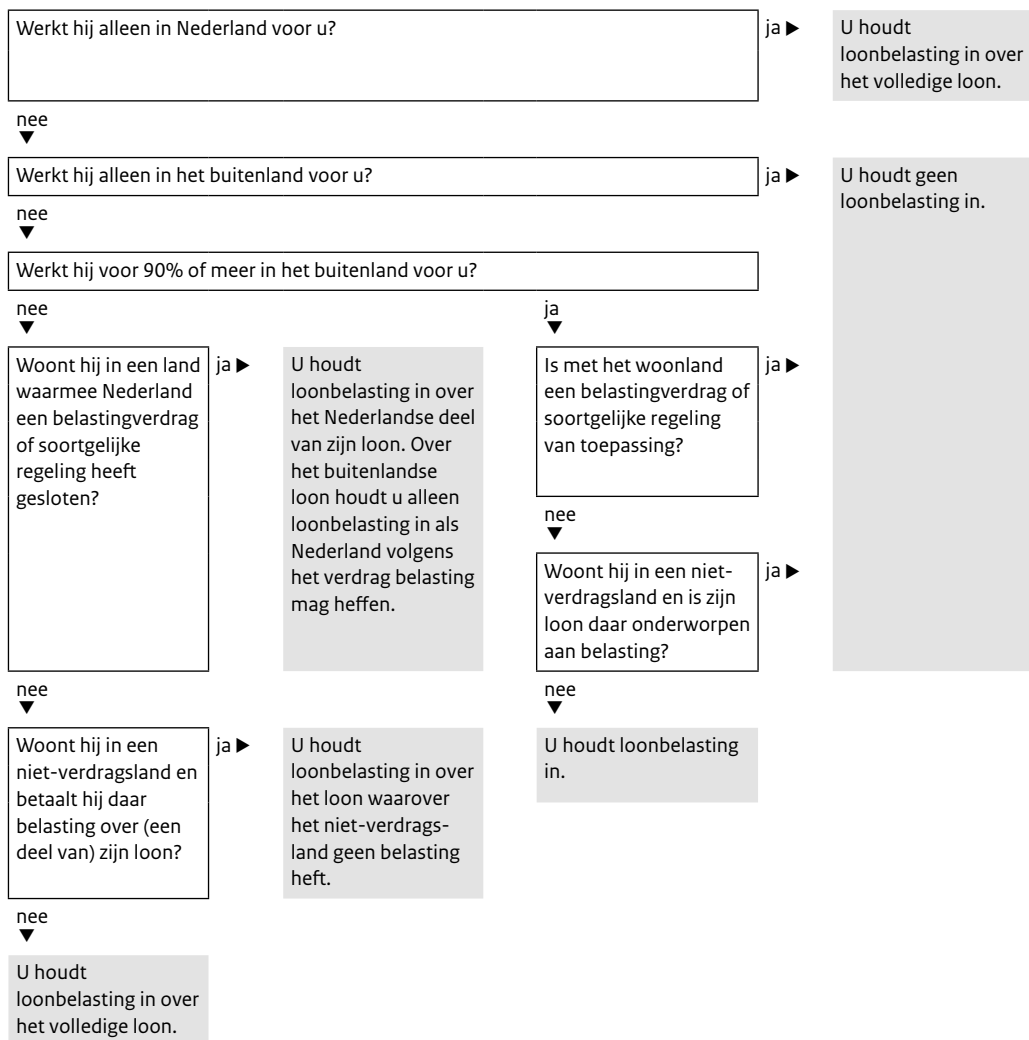 Werkt hij alleen in Nederland voor u?
ja ▶
U houdt
loonbelasting in over
het volledige loon.
nee
▼
Werkt hij alleen in het buitenland voor u?
ja ▶
U houdt geen
loonbelasting in.
nee
▼
Werkt hij voor 90% of meer in het buitenland voor u?
nee
▼
ja
▼
Woont hij in een land
waarmee Nederland
een belastingverdrag
of soortgelijke
regeling heeft
gesloten?
ja ▶
U houdt
loonbelasting in over
het Nederlandse deel
van zijn loon. Over
het buitenlandse
loon houdt u alleen
loonbelasting in als
Nederland volgens
het verdrag belasting
mag heffen.
Is met het woonland
een belastingverdrag of
soortgelijke regeling
van toepassing?
ja ▶
nee
▼
Woont hij in een niet-
verdragsland en is zijn
loon daar onderworpen
aan belasting?
ja ▶
nee
▼
nee
▼
Woont hij in een
niet-verdragsland en
betaalt hij daar
belasting over (een
deel van) zijn loon?
ja ▶
U houdt
loonbelasting in over
het loon waarover
het niet-verdrags-
land geen belasting
heft.
U houdt loonbelasting
in.
nee
▼
U houdt
loonbelasting in over
het volledige loon.